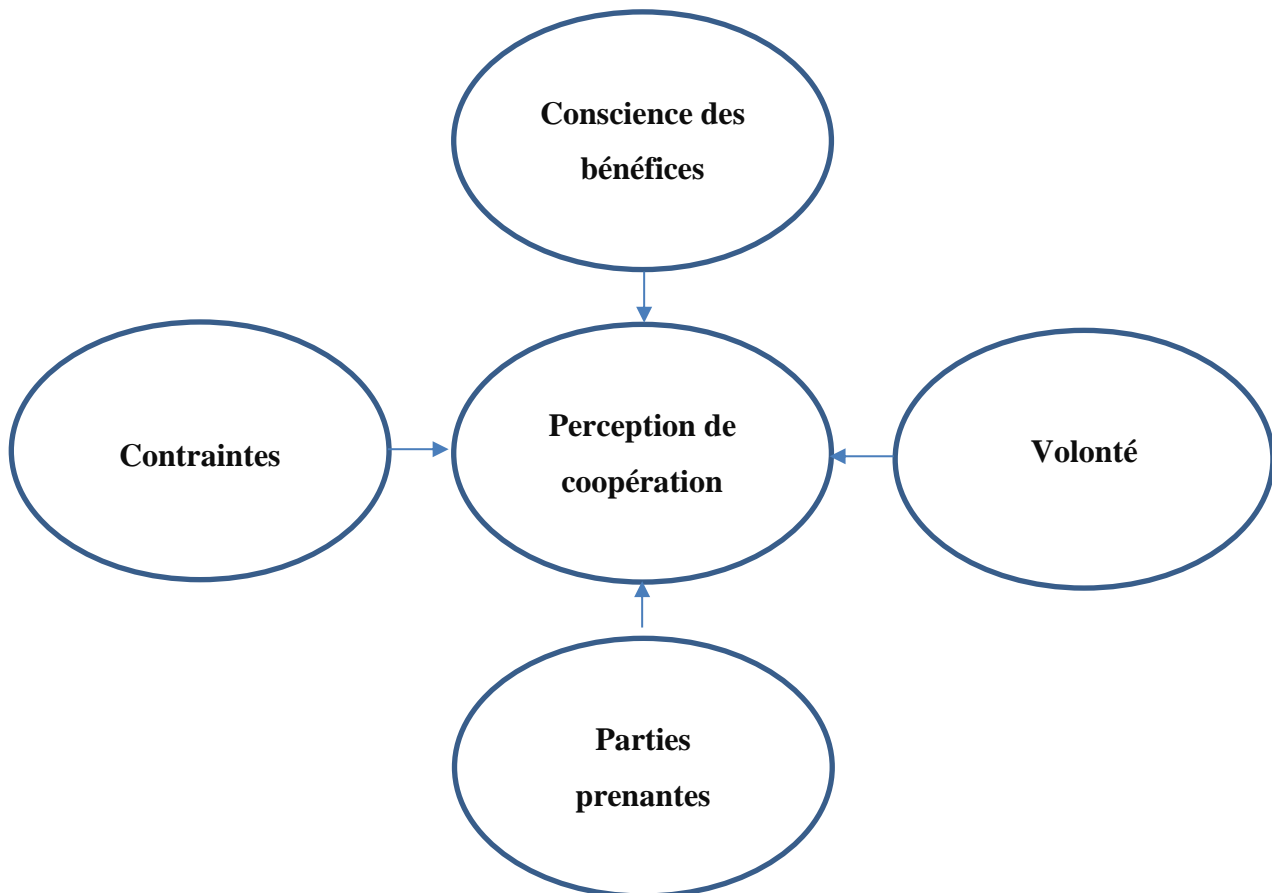 Conscience des
bénéfices
Contraintes
Perception de
coopération
Volonté
Parties
prenantes